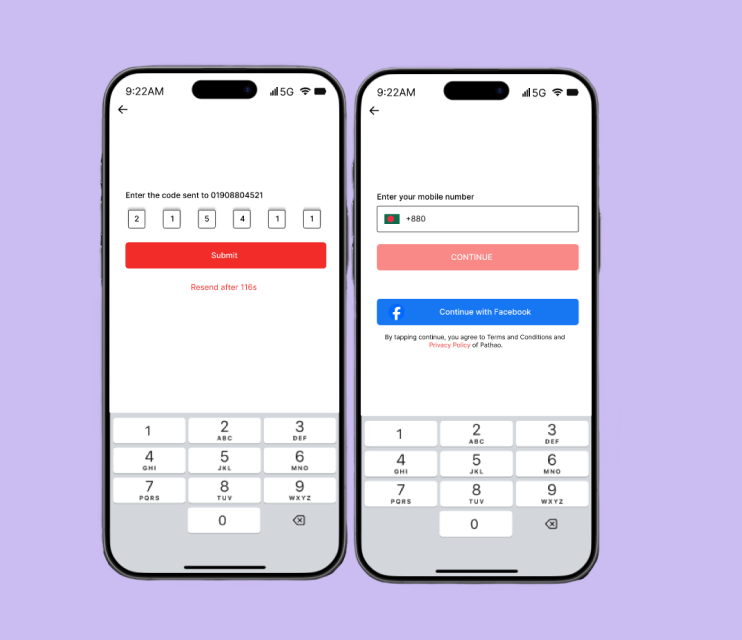 9:22AM
5G
Enter the code sent to 01908804521
2 1 5 4 1 1
Submit
Resend after 116s
1
2 ABC
3 DEF
4 GHI
5 JKL
6 MNO
7 PQRS
8 TUV
9 WXYZ
0
9:22AM
5G
Enter your mobile number
+880
CONTINUE
f
Continue with Facebook
By tapping continue, you agree to Terms and Conditions and
Privacy Policy of Pathao.
1
2 ABC
3 DEF
4 GHI
5 JKL
6 MNO
7 PQRS
8 TUV
9 WXYZ
0